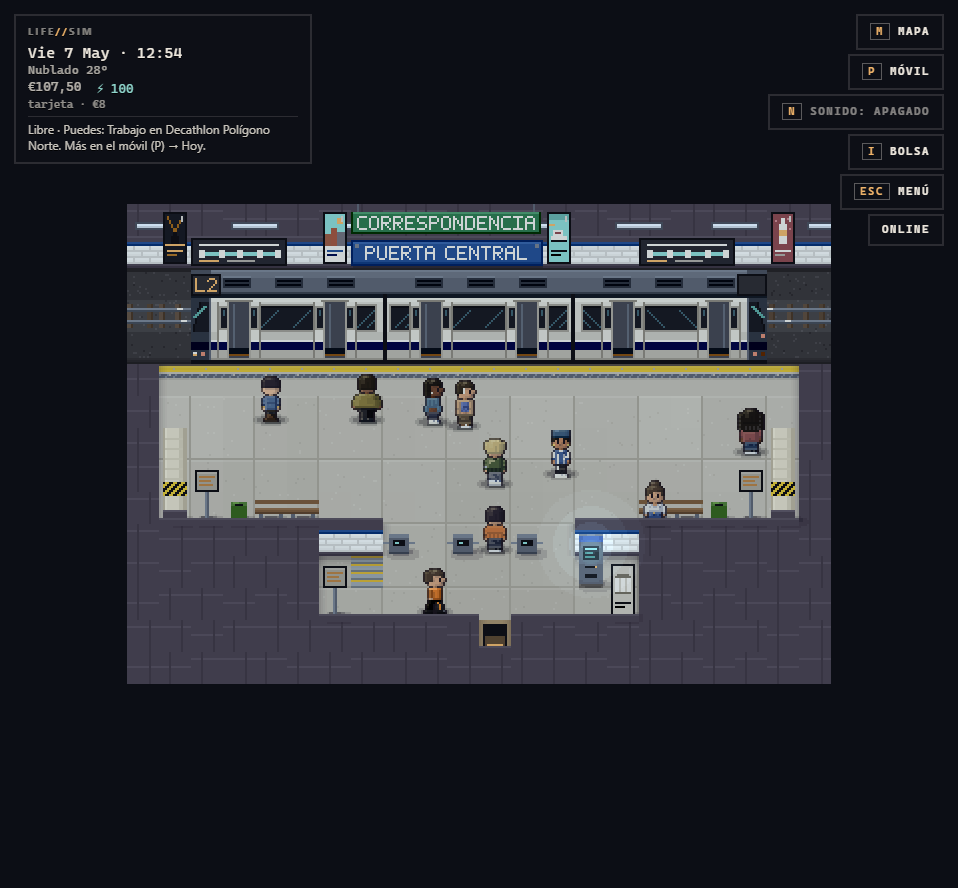 LIFE//SIM
Vie 7 May · 12:54
Nublado 28º
€107,50 ⚡ 100
tarjeta · €8
Libre · Puedes: Trabajo en Decathlon Polígono
Norte. Más en el móvil (P) → Hoy.
M MAPA
P MÓVIL
N SONIDO: APAGADO
I BOLSA
ESC MENÚ
ONLINE
CORRESPONDENCIA
PUERTA CENTRAL
L2